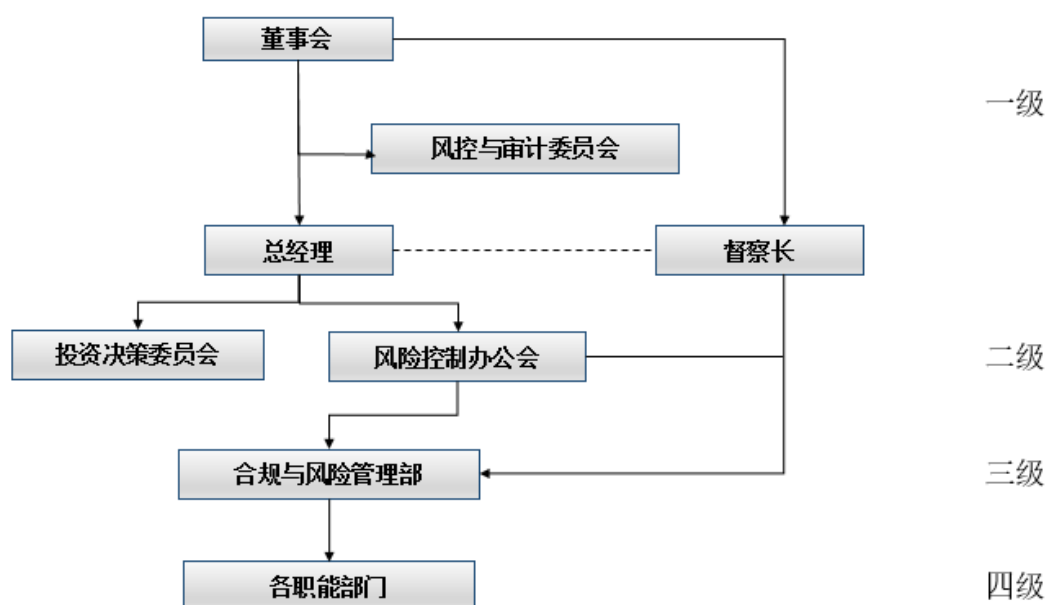 董事会
一级
风控与审计委员会
总经理
督察长
投资决策委员会
风险控制办公会
二级
合规与风险管理部
三级
各职能部门
四级